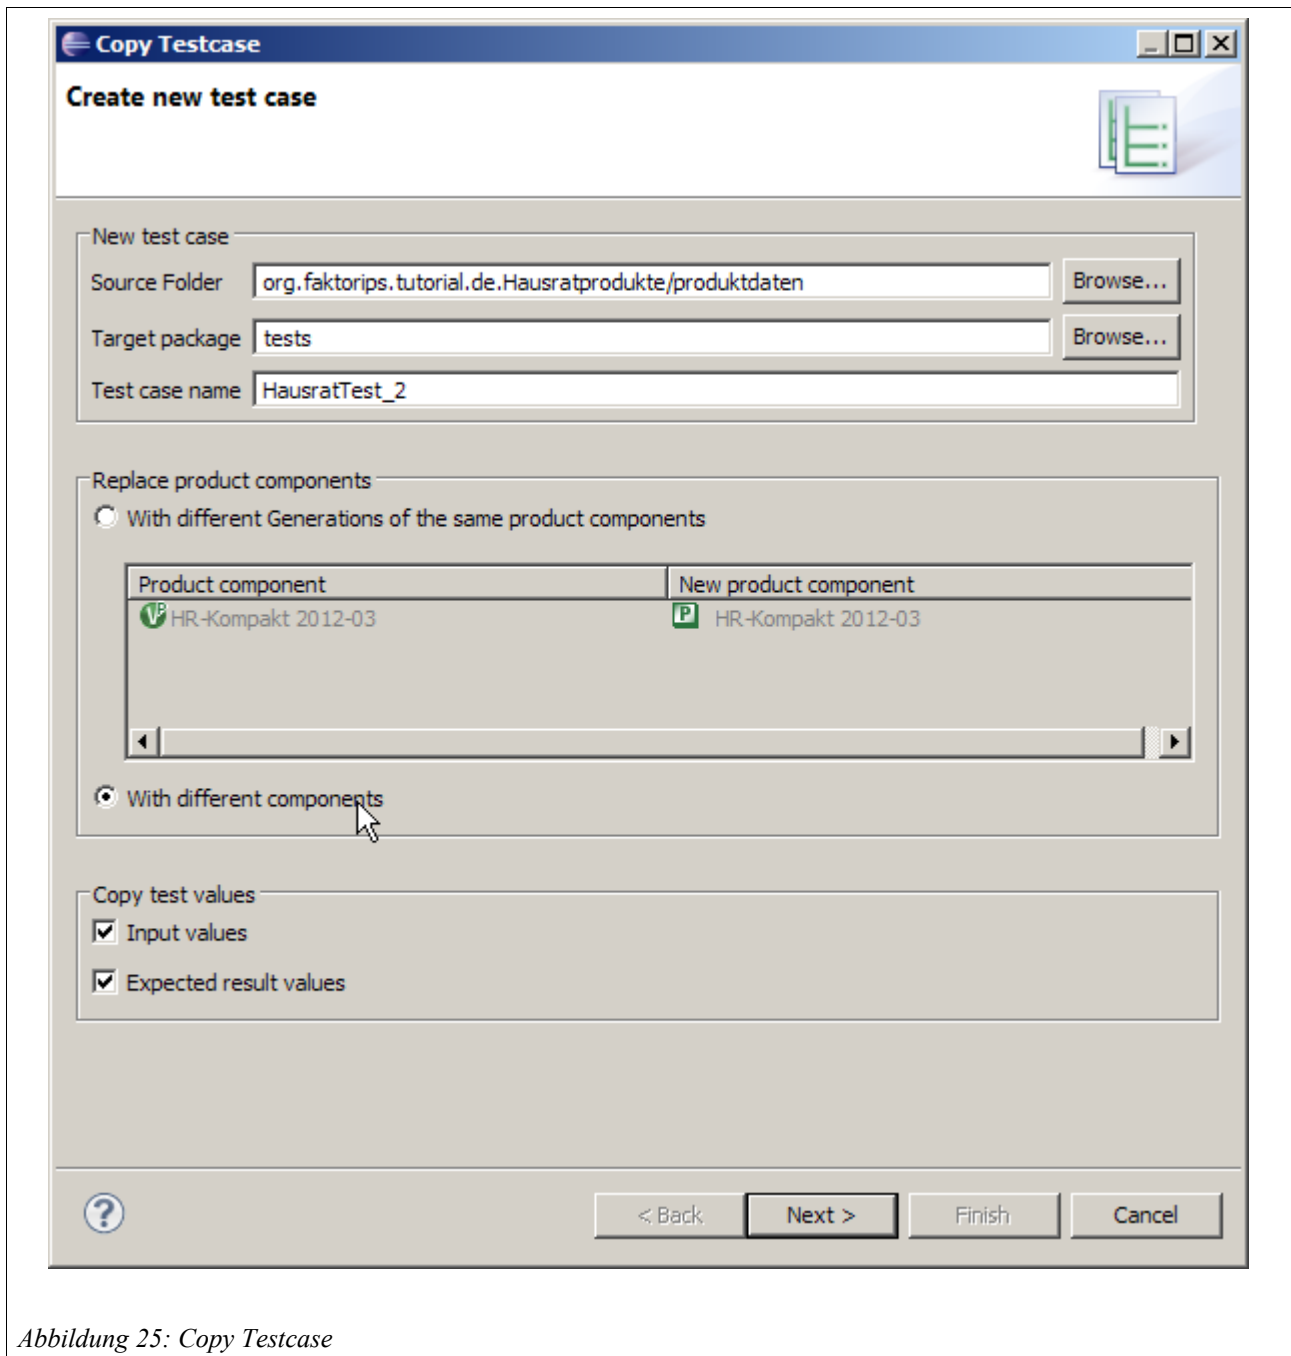 Copy Testcase
Create new test case
New test case
Source Folder org.faktorips.tutorial.de.Hausratprodukte/produktdaten Browse...
Target package tests Browse...
Test case name HausratTest_2
Replace product components
With different Generations of the same product components
Product component New product component
HR-Kompakt 2012-03 HR-Kompakt 2012-03
With different components
Copy test values
Input values
Expected result values
< Back Next > Finish Cancel
Abbildung 25: Copy Testcase